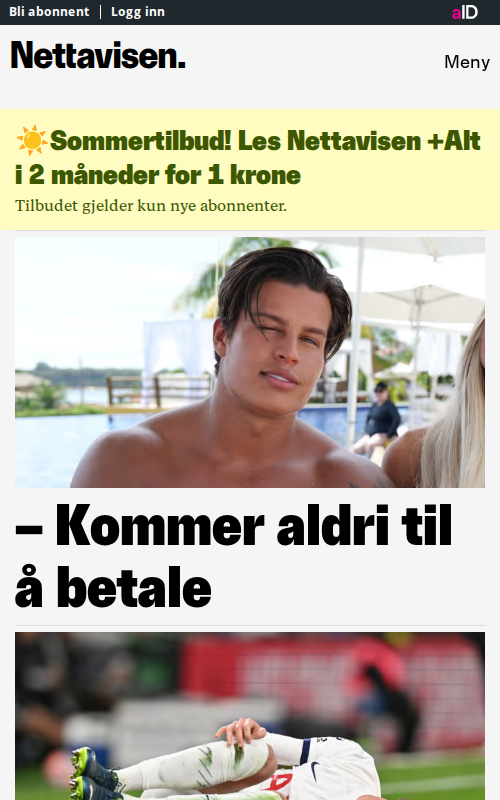 Bli abonnent | Logg inn
aID
Nettavisen.
Meny
☀️Sommertilbud! Les Nettavisen +Alt
i 2 måneder for 1 krone
Tilbudet gjelder kun nye abonnenter.
– Kommer aldri til
å betale